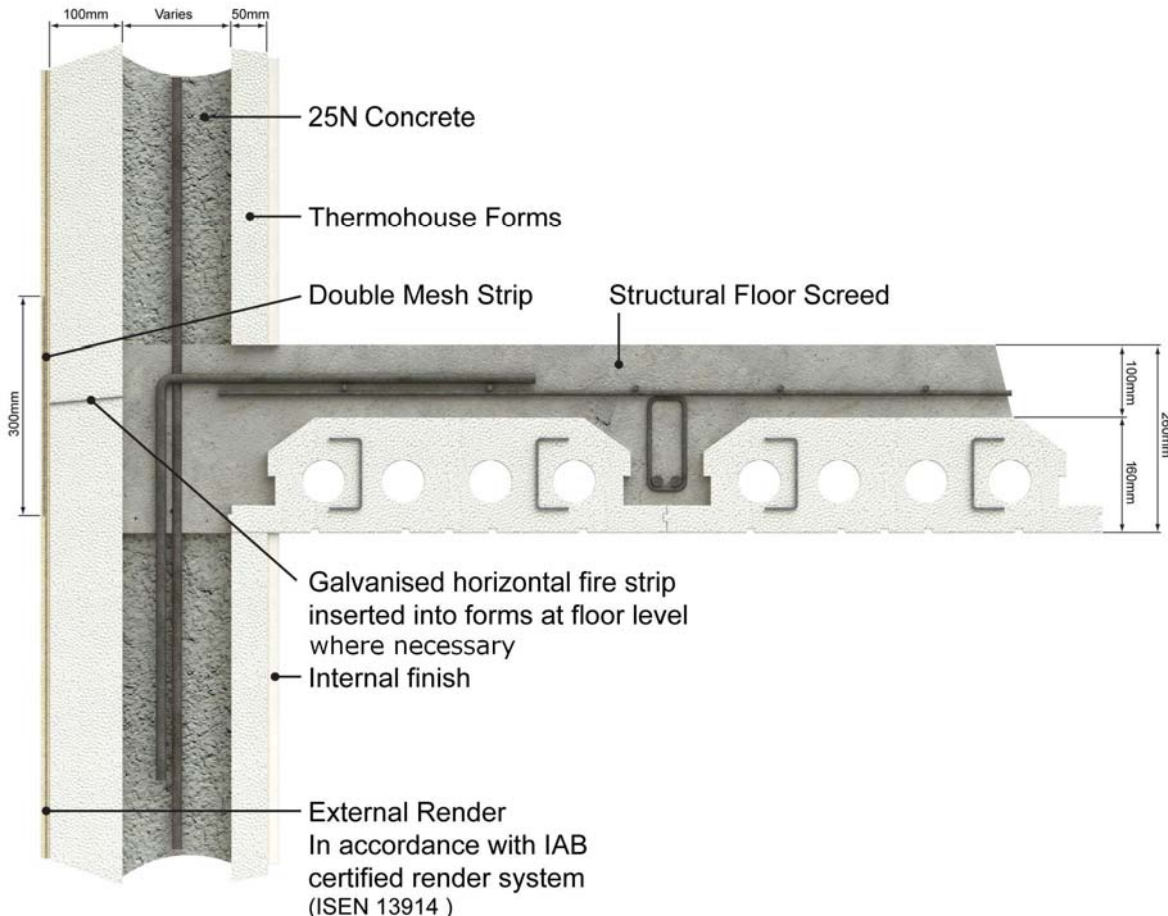 100mm
Varies
50mm
25N Concrete
Thermohouse Forms
Double Mesh Strip
Structural Floor Screed
300mm
100mm
260mm
160mm
Galvanised horizontal fire strip
inserted into forms at floor level
where necessary
Internal finish
External Render
In accordance with IAB
certified render system
(ISEN 13914 )